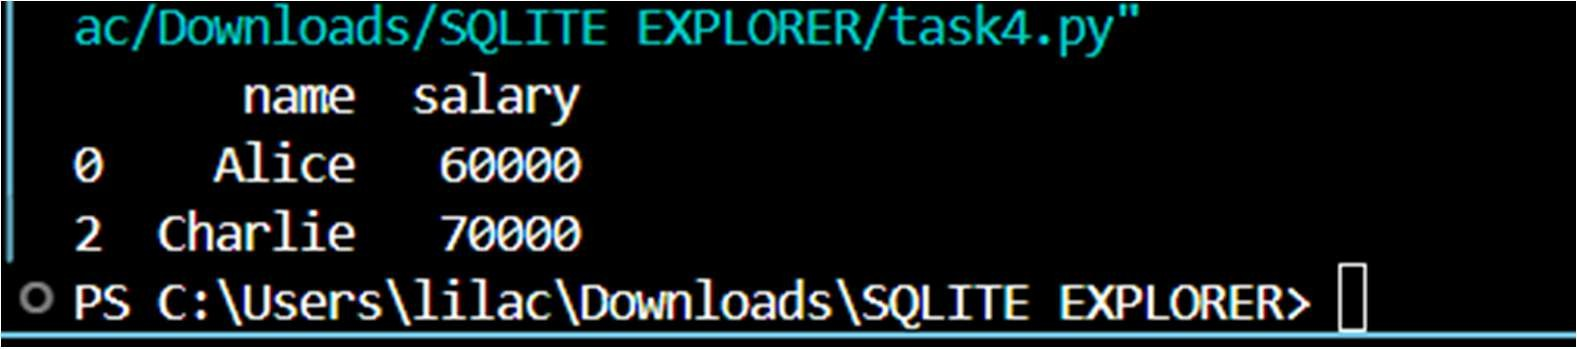 ac/Downloads/SQLITE EXPLORER/task4.py"
name salary
0 Alice 60000
2 Charlie 70000
PS C:\Users\lilac\Downloads\SQLITE EXPLORER>